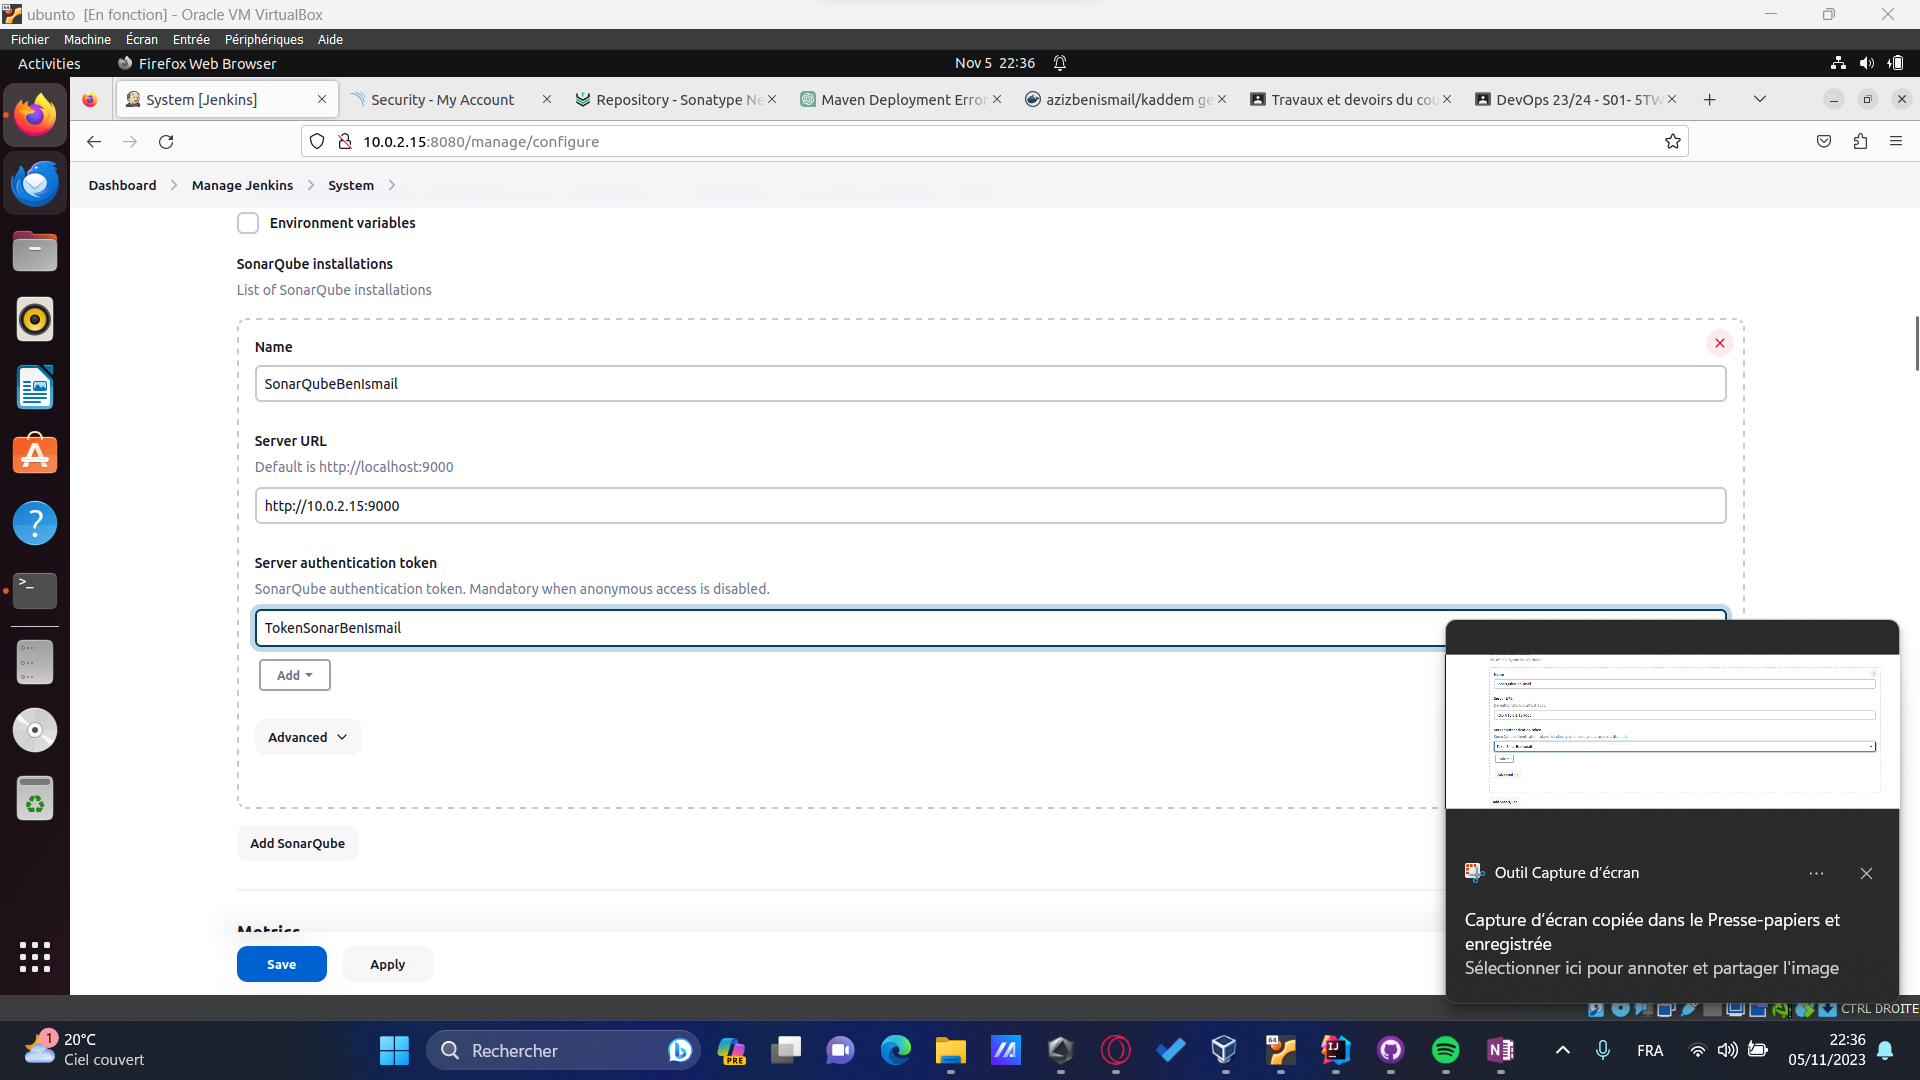 ubunto [En fonction] - Oracle VM VirtualBox
Fichier Machine Écran Entrée Périphériques Aide
Activities Firefox Web Browser Nov 5 22:36
System [Jenkins] Security - My Account Repository - Sonatype Ne Maven Deployment Error azizbenismail/kaddem ge Travaux et devoirs du cou DevOps 23/24 - S01- 5TW
10.0.2.15:8080/manage/configure
Dashboard Manage Jenkins System
Environment variables
SonarQube installations
List of SonarQube installations
Name
SonarQubeBenIsmail
Server URL
Default is http://localhost:9000
http://10.0.2.15:9000
Server authentication token
SonarQube authentication token. Mandatory when anonymous access is disabled.
TokenSonarBenIsmail
Add
Advanced
Add SonarQube
Metrics
Save Apply
Outil Capture d’écran
Capture d’écran copiée dans le Presse-papiers et
enregistrée
Sélectionner ici pour annoter et partager l'image
CTRL DROITE
1 20°C
Ciel couvert
Rechercher
PRE
FRA
22:36
05/11/2023